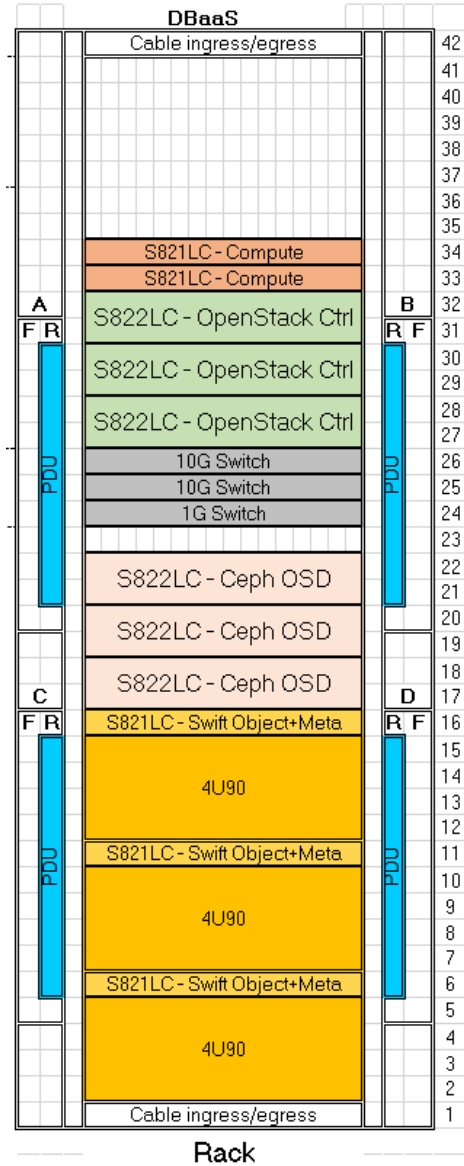 DBaaS
Cable ingress/egress 42
41
40
39
38
37
36
35
S821LC - Compute 34
S821LC - Compute 33
A S822LC - OpenStack Ctrl B 32
F R R F 31
S822LC - OpenStack Ctrl 30
29
S822LC - OpenStack Ctrl 28
27
10G Switch 26
PDU 10G Switch PDU 25
1G Switch 24
23
S822LC - Ceph OSD 22
21
S822LC - Ceph OSD 20
19
S822LC - Ceph OSD 18
C D 17
F R S821LC - Swift Object+Meta R F 16
15
4U90 14
13
12
S821LC - Swift Object+Meta 11
PDU PDU 10
9
4U90 8
7
S821LC - Swift Object+Meta 6
5
4
4U90 3
2
Cable ingress/egress 1
Rack